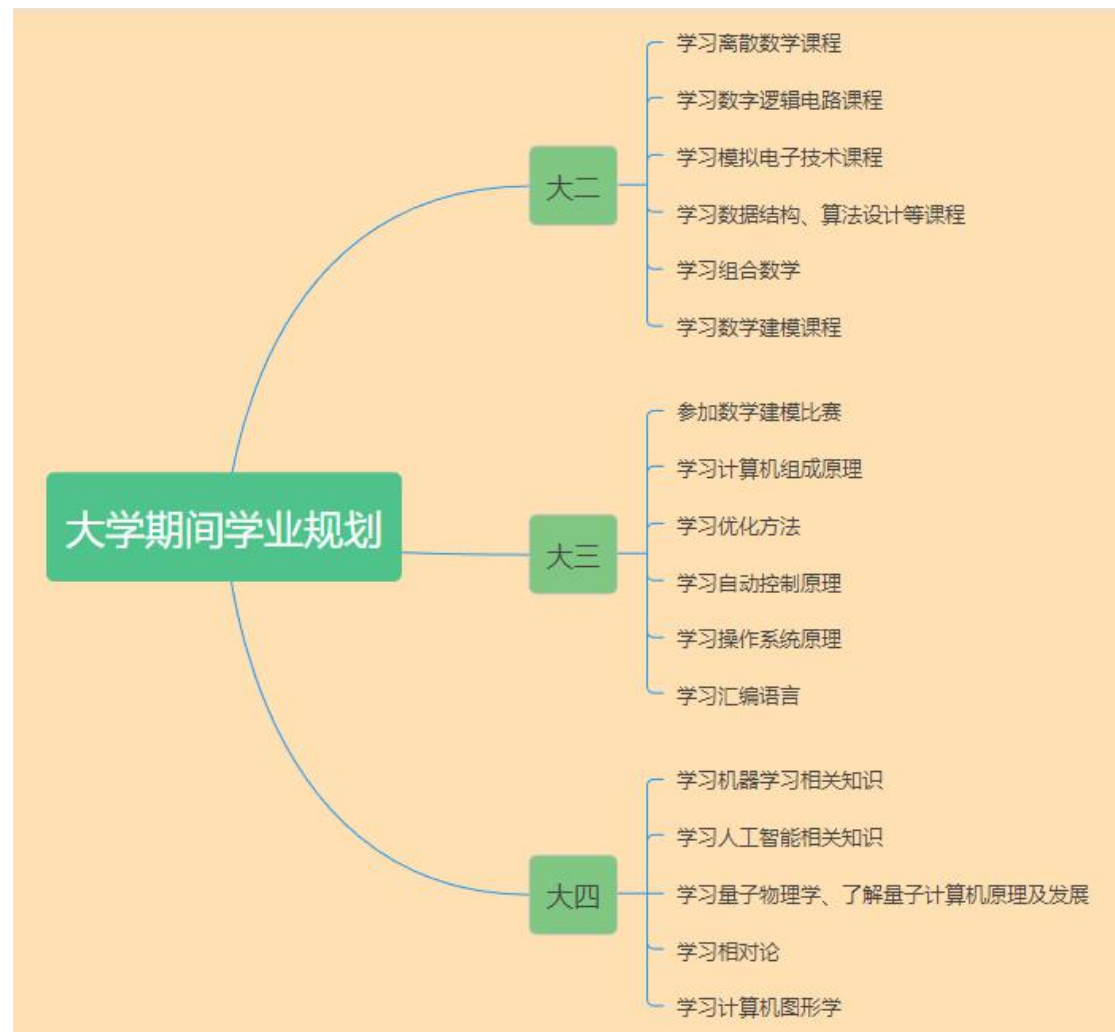 大学期间学业规划
大二
学习离散数学课程
学习数字逻辑电路课程
学习模拟电子技术课程
学习数据结构、算法设计等课程
学习组合数学
学习数学建模课程
大三
参加数学建模比赛
学习计算机组成原理
学习优化方法
学习自动控制原理
学习操作系统原理
学习汇编语言
大四
学习机器学习相关知识
学习人工智能相关知识
学习量子物理学、了解量子计算机原理及发展
学习相对论
学习计算机图形学